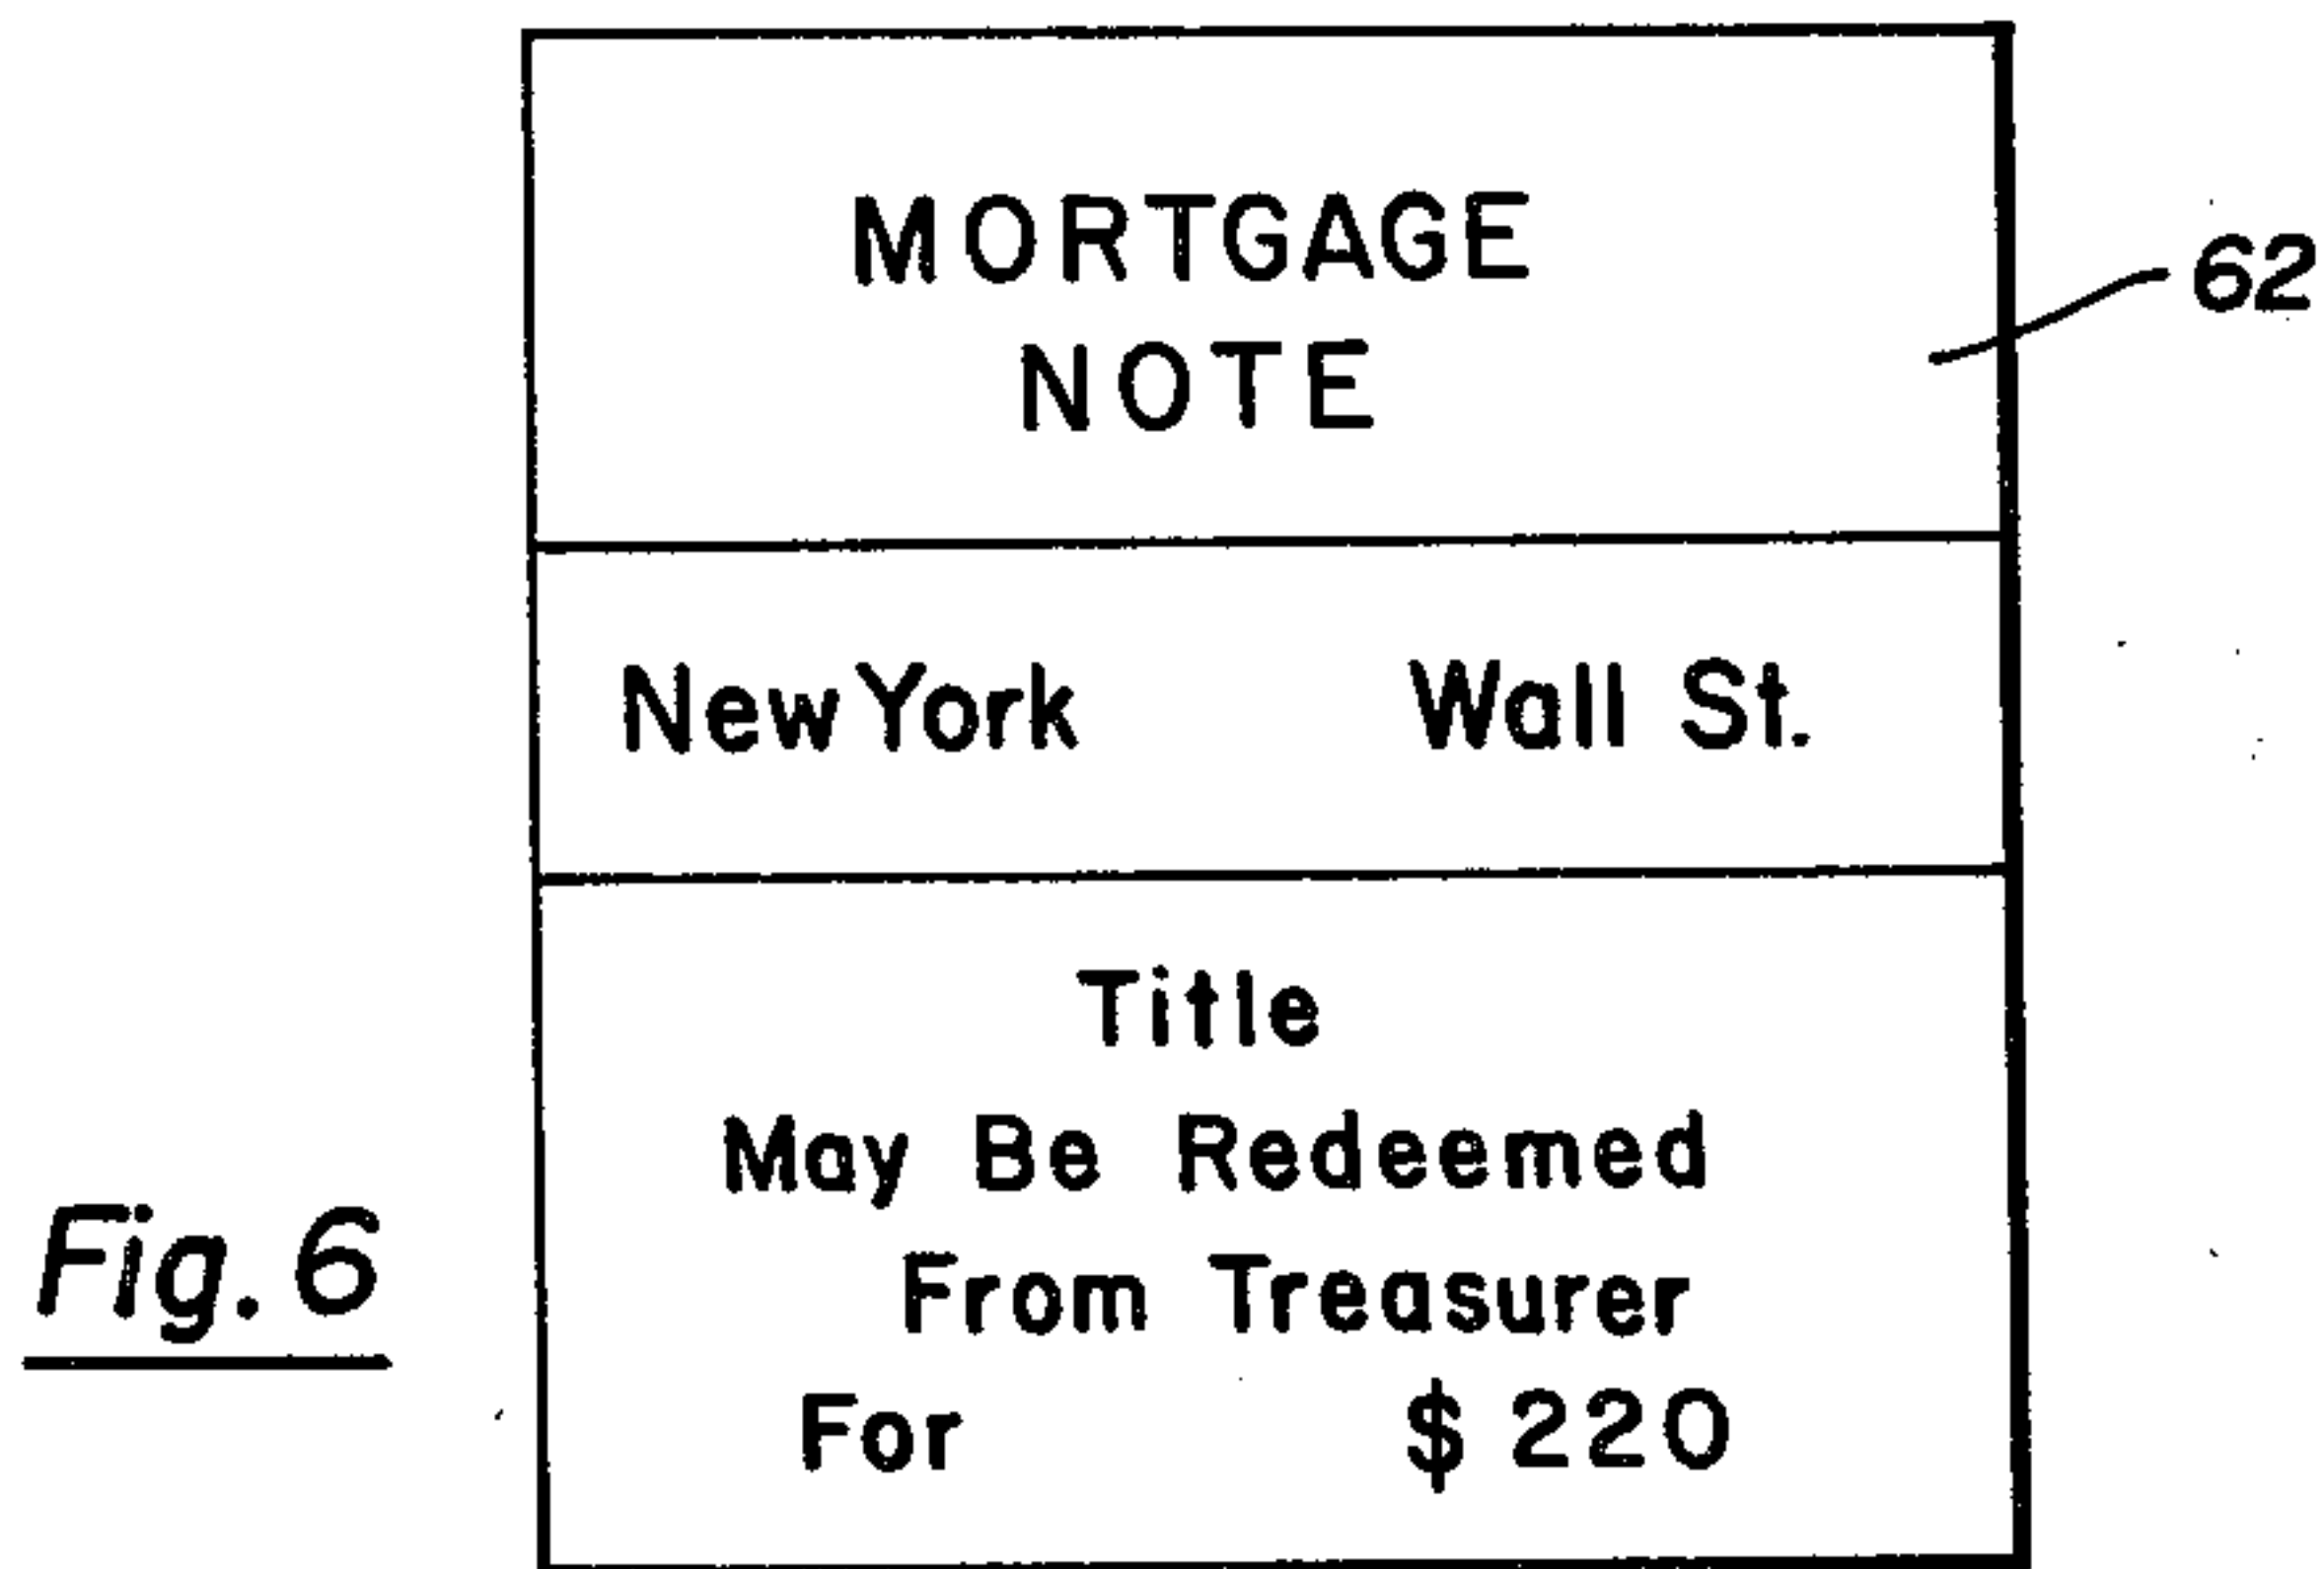 MORTGAGE
NOTE
62
New York Wall St.
Title
May Be Redeemed
From Treasurer
For $ 220
Fig. 6